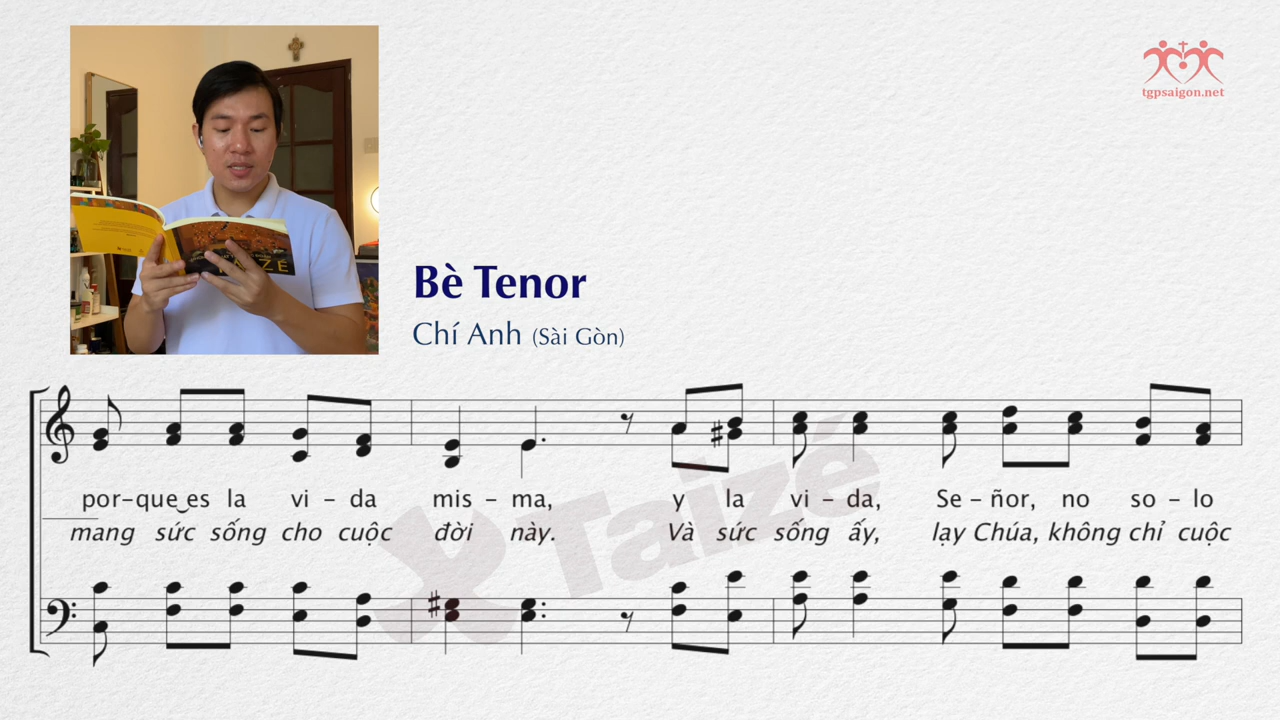 tgpsaigon.net
TAIZÉ
Bè Tenor
Chí Anh (Sài Gòn)
por-que es la vi - da mis - ma, y la vi - da, Se - ñor, no so - lo
mang sức sống cho cuộc đời này. Và sức sống ấy, lạy Chúa, không chỉ cuộc
Taizé